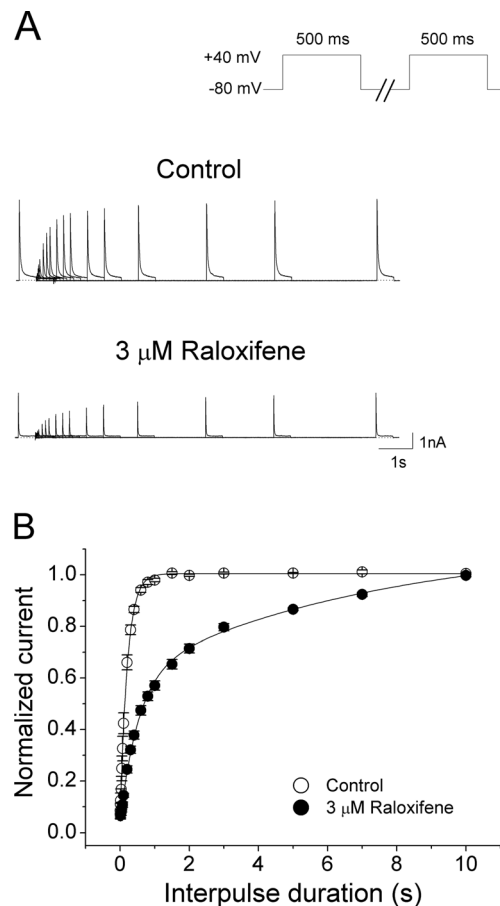 A
500 ms 500 ms
+40 mV
-80 mV
Control
3 μM Raloxifene
1nA
1s
B
Normalized current
1.0
0.8
0.6
0.4
0.2
0.0
Control
3 μM Raloxifene
0 2 4 6 8 10
Interpulse duration (s)